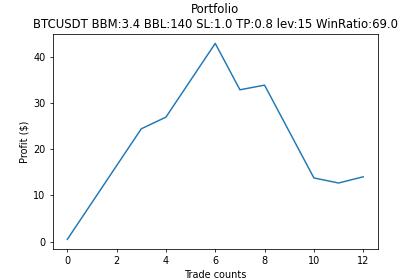 Portfolio
BTCUSDT BBM:3.4 BBL:140 SL:1.0 TP:0.8 lev:15 WinRatio:69.0
40
30
20
10
0
Profit ($)
0 2 4 6 8 10 12
Trade counts